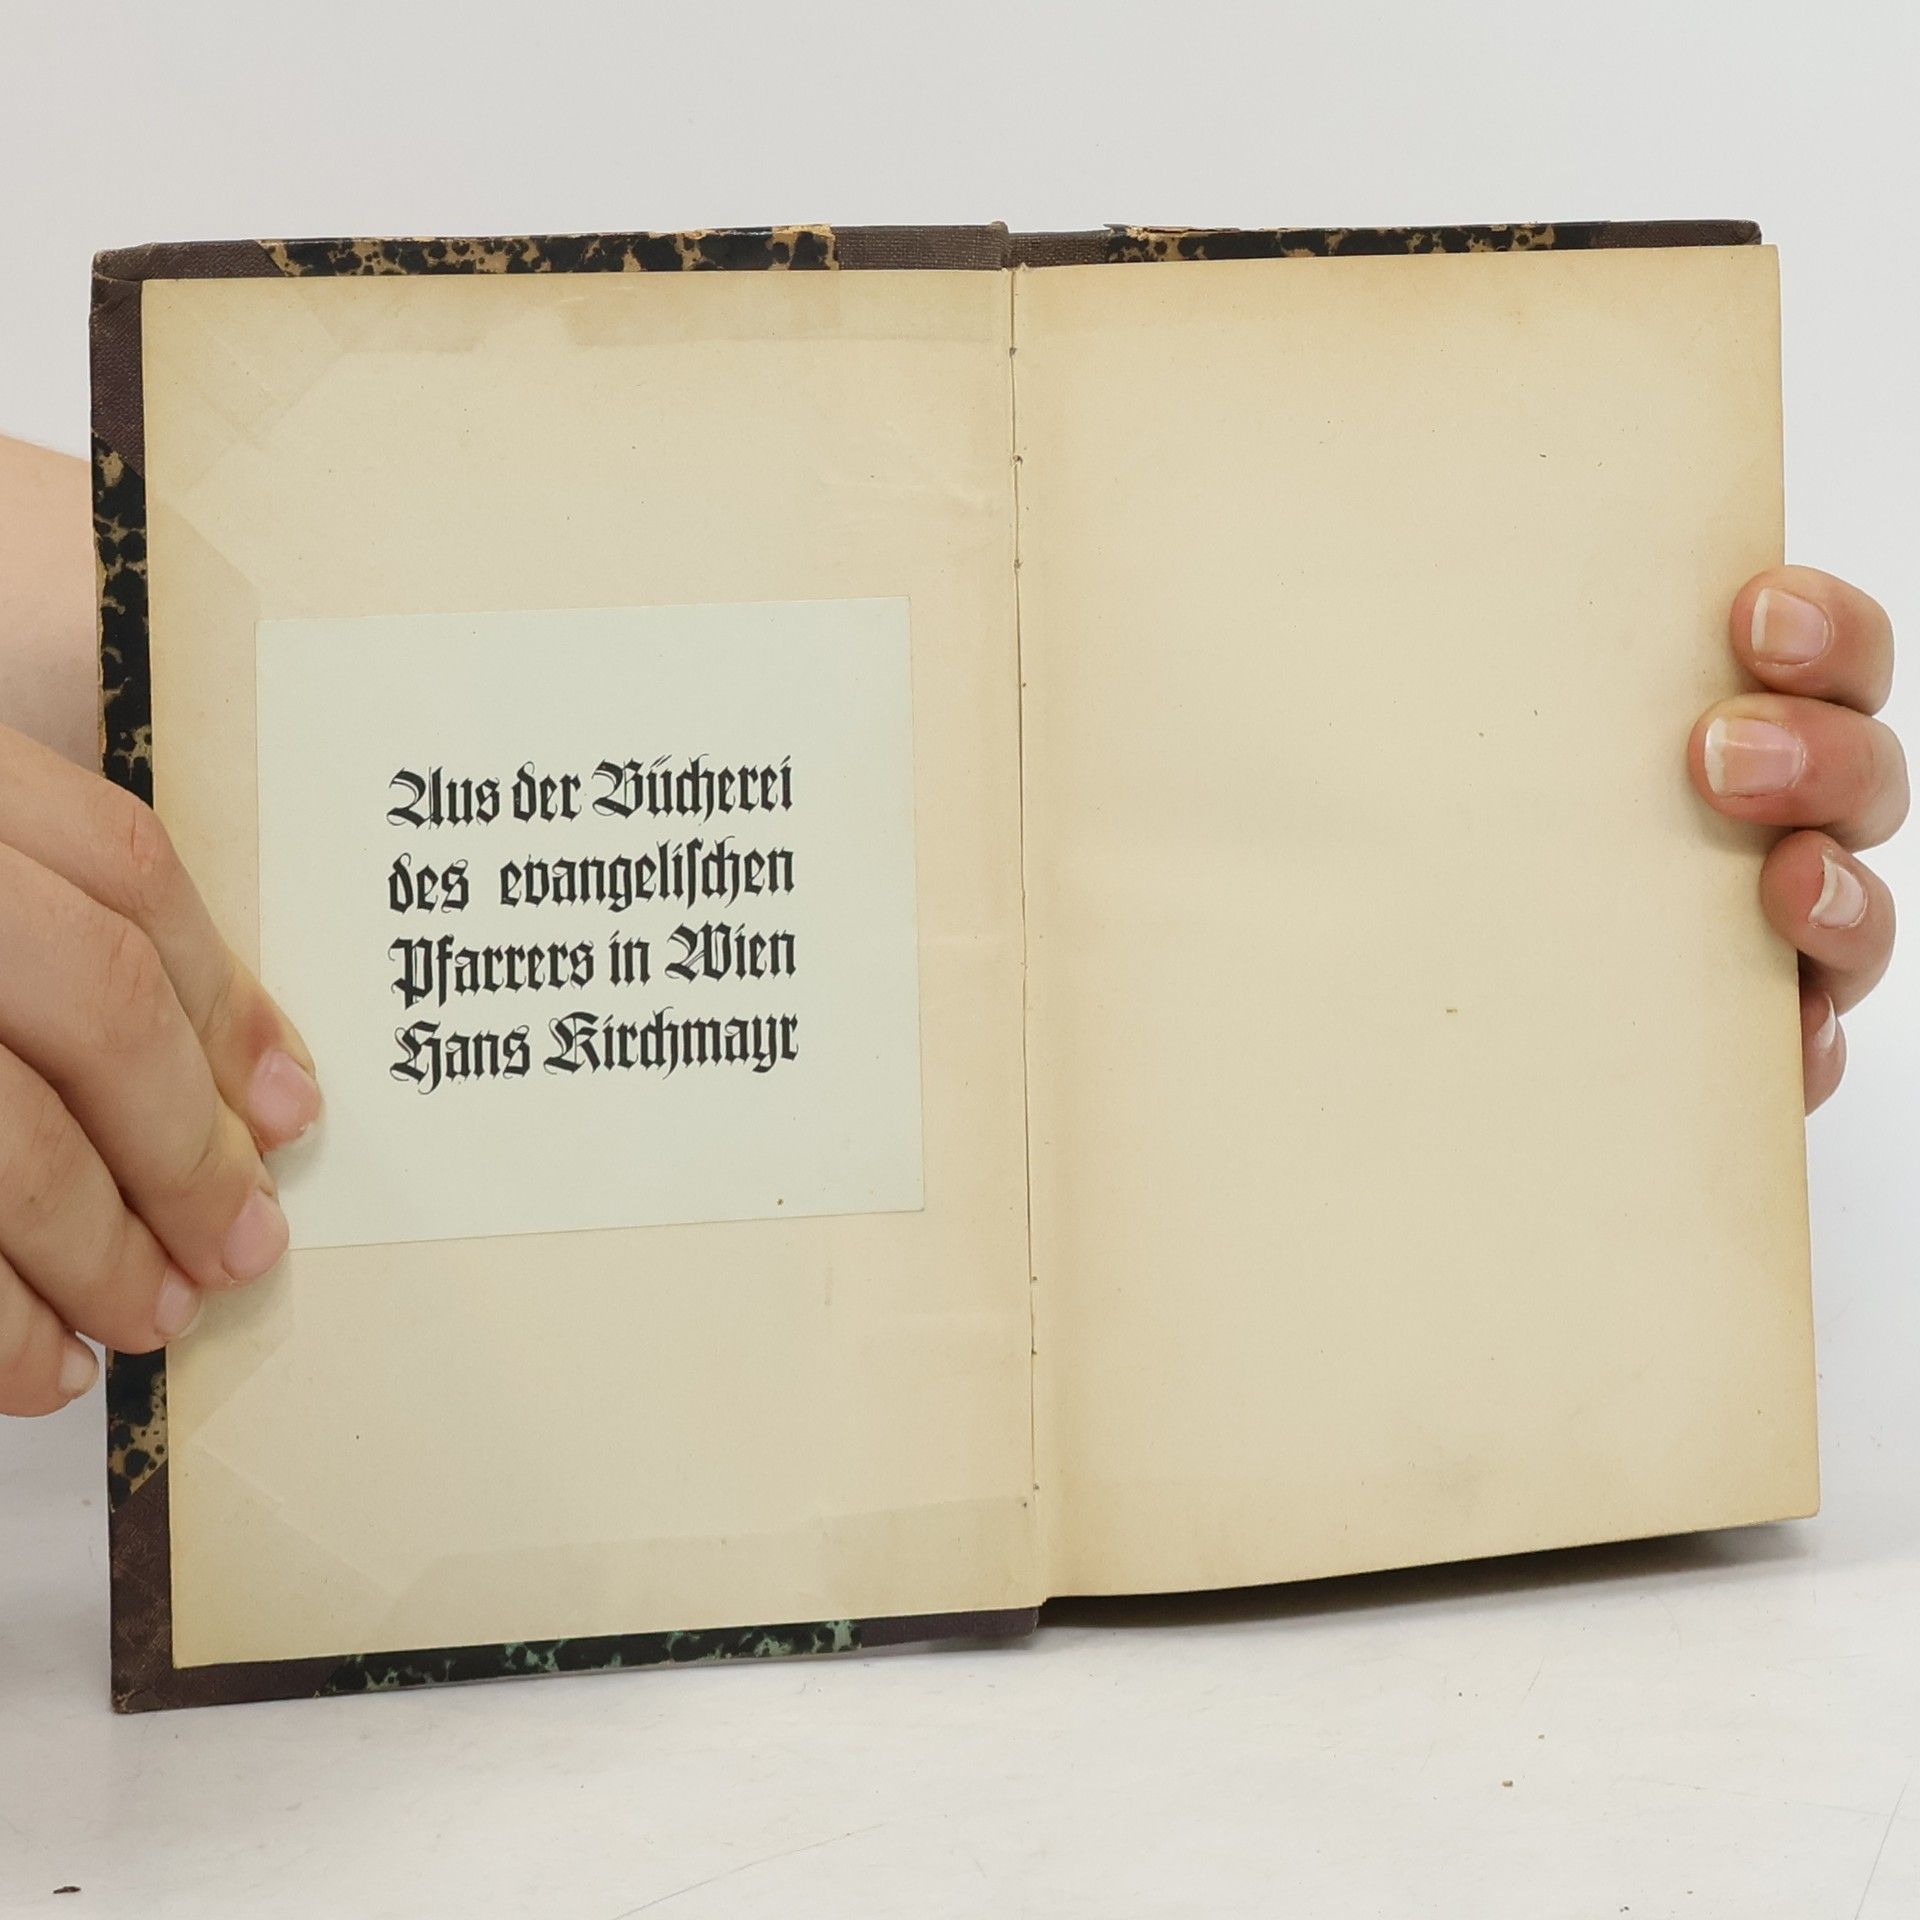 Aus der Bücherei
des evangeliſchen
Pfarrers in Wien
Hans Kirchmayr